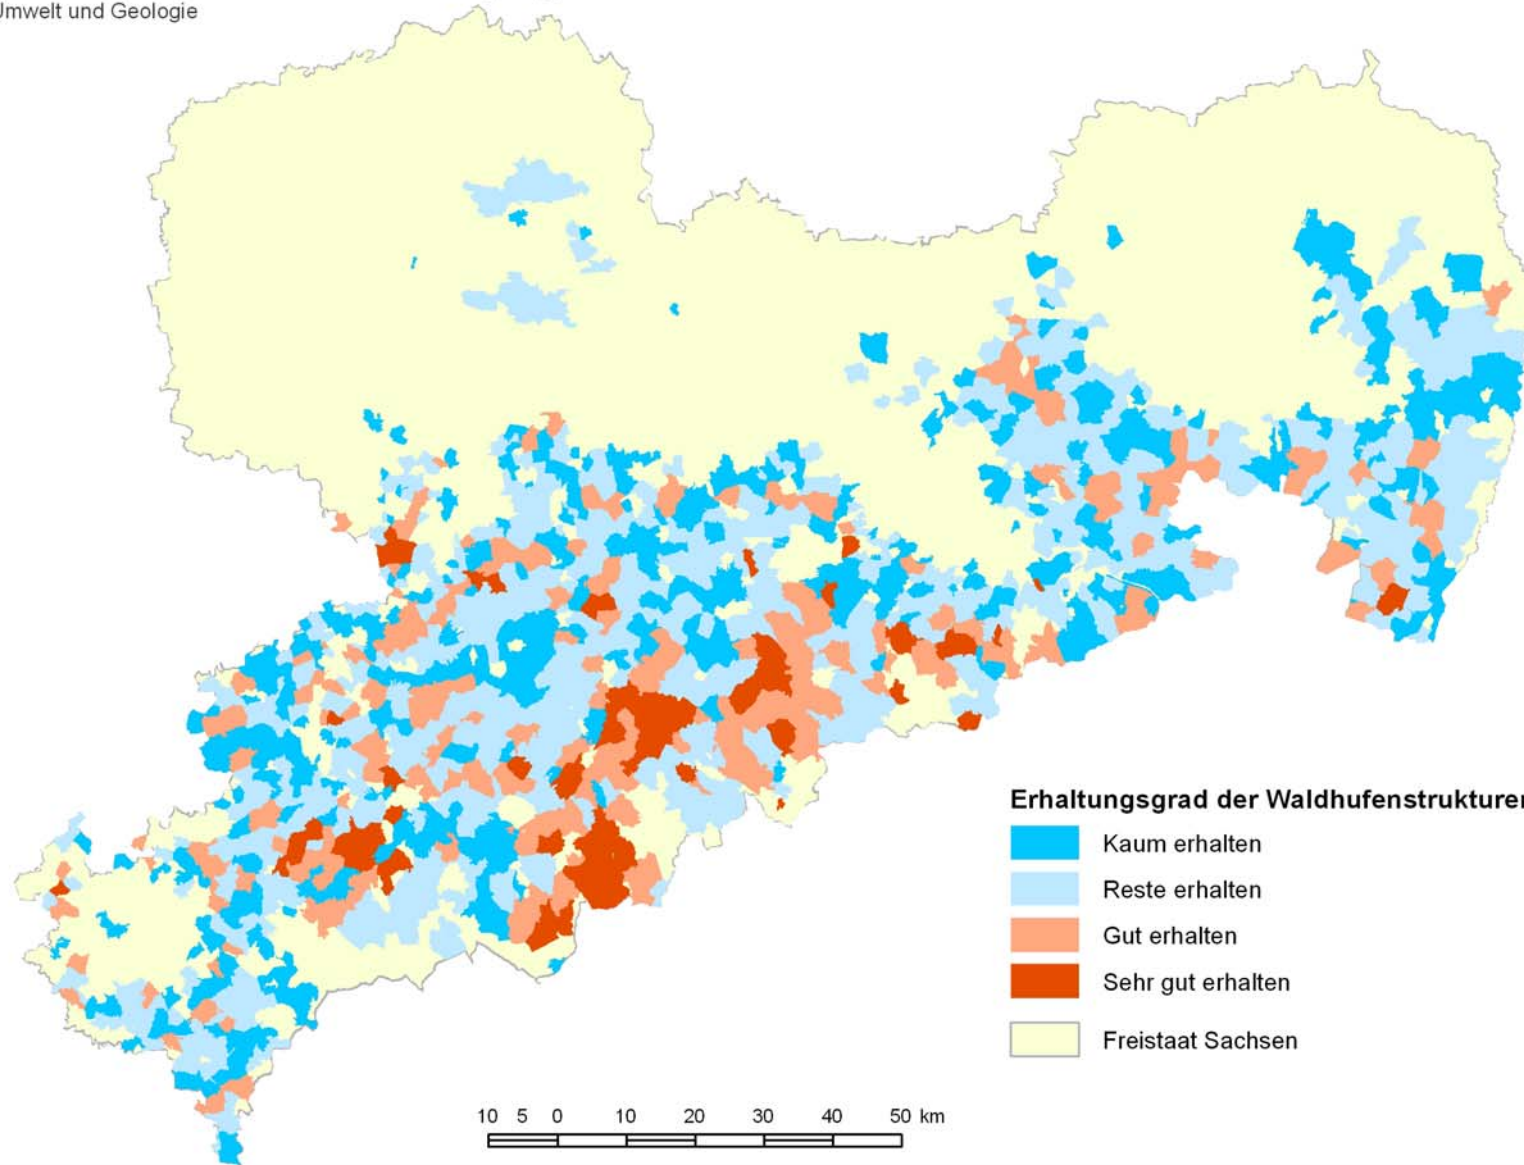 Umwelt und Geologie
Erhaltungsgrad der Waldhufenstrukturen
Kaum erhalten
Reste erhalten
Gut erhalten
Sehr gut erhalten
Freistaat Sachsen
10 5 0 10 20 30 40 50 km